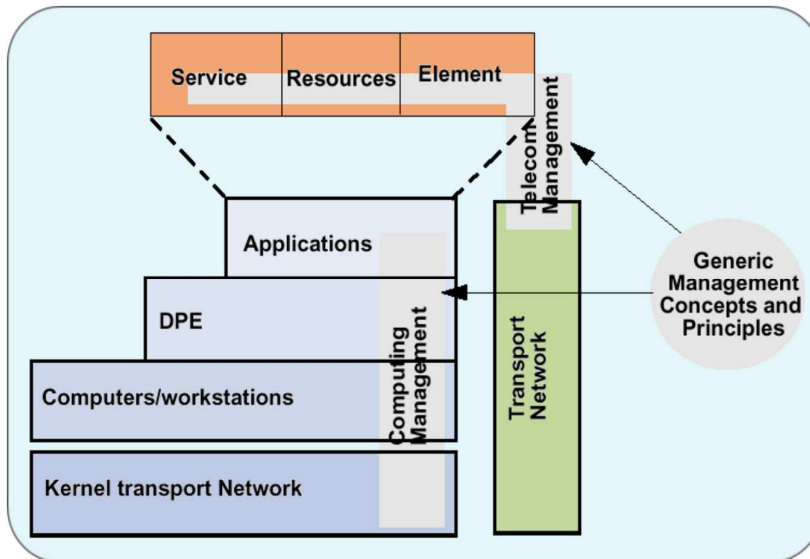 Service
Resources
Element
Telecom
Management
Applications
DPE
Computers/workstations
Kernel transport Network
Computing
Management
Transport
Network
Generic
Management
Concepts and
Principles